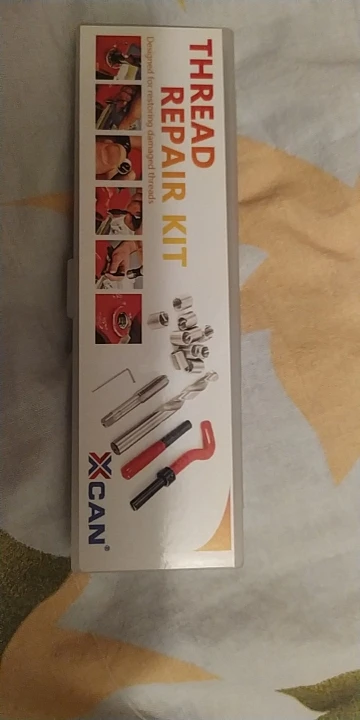 THREAD
REPAIR KIT
Designed for restoring damaged threads
XCAN®